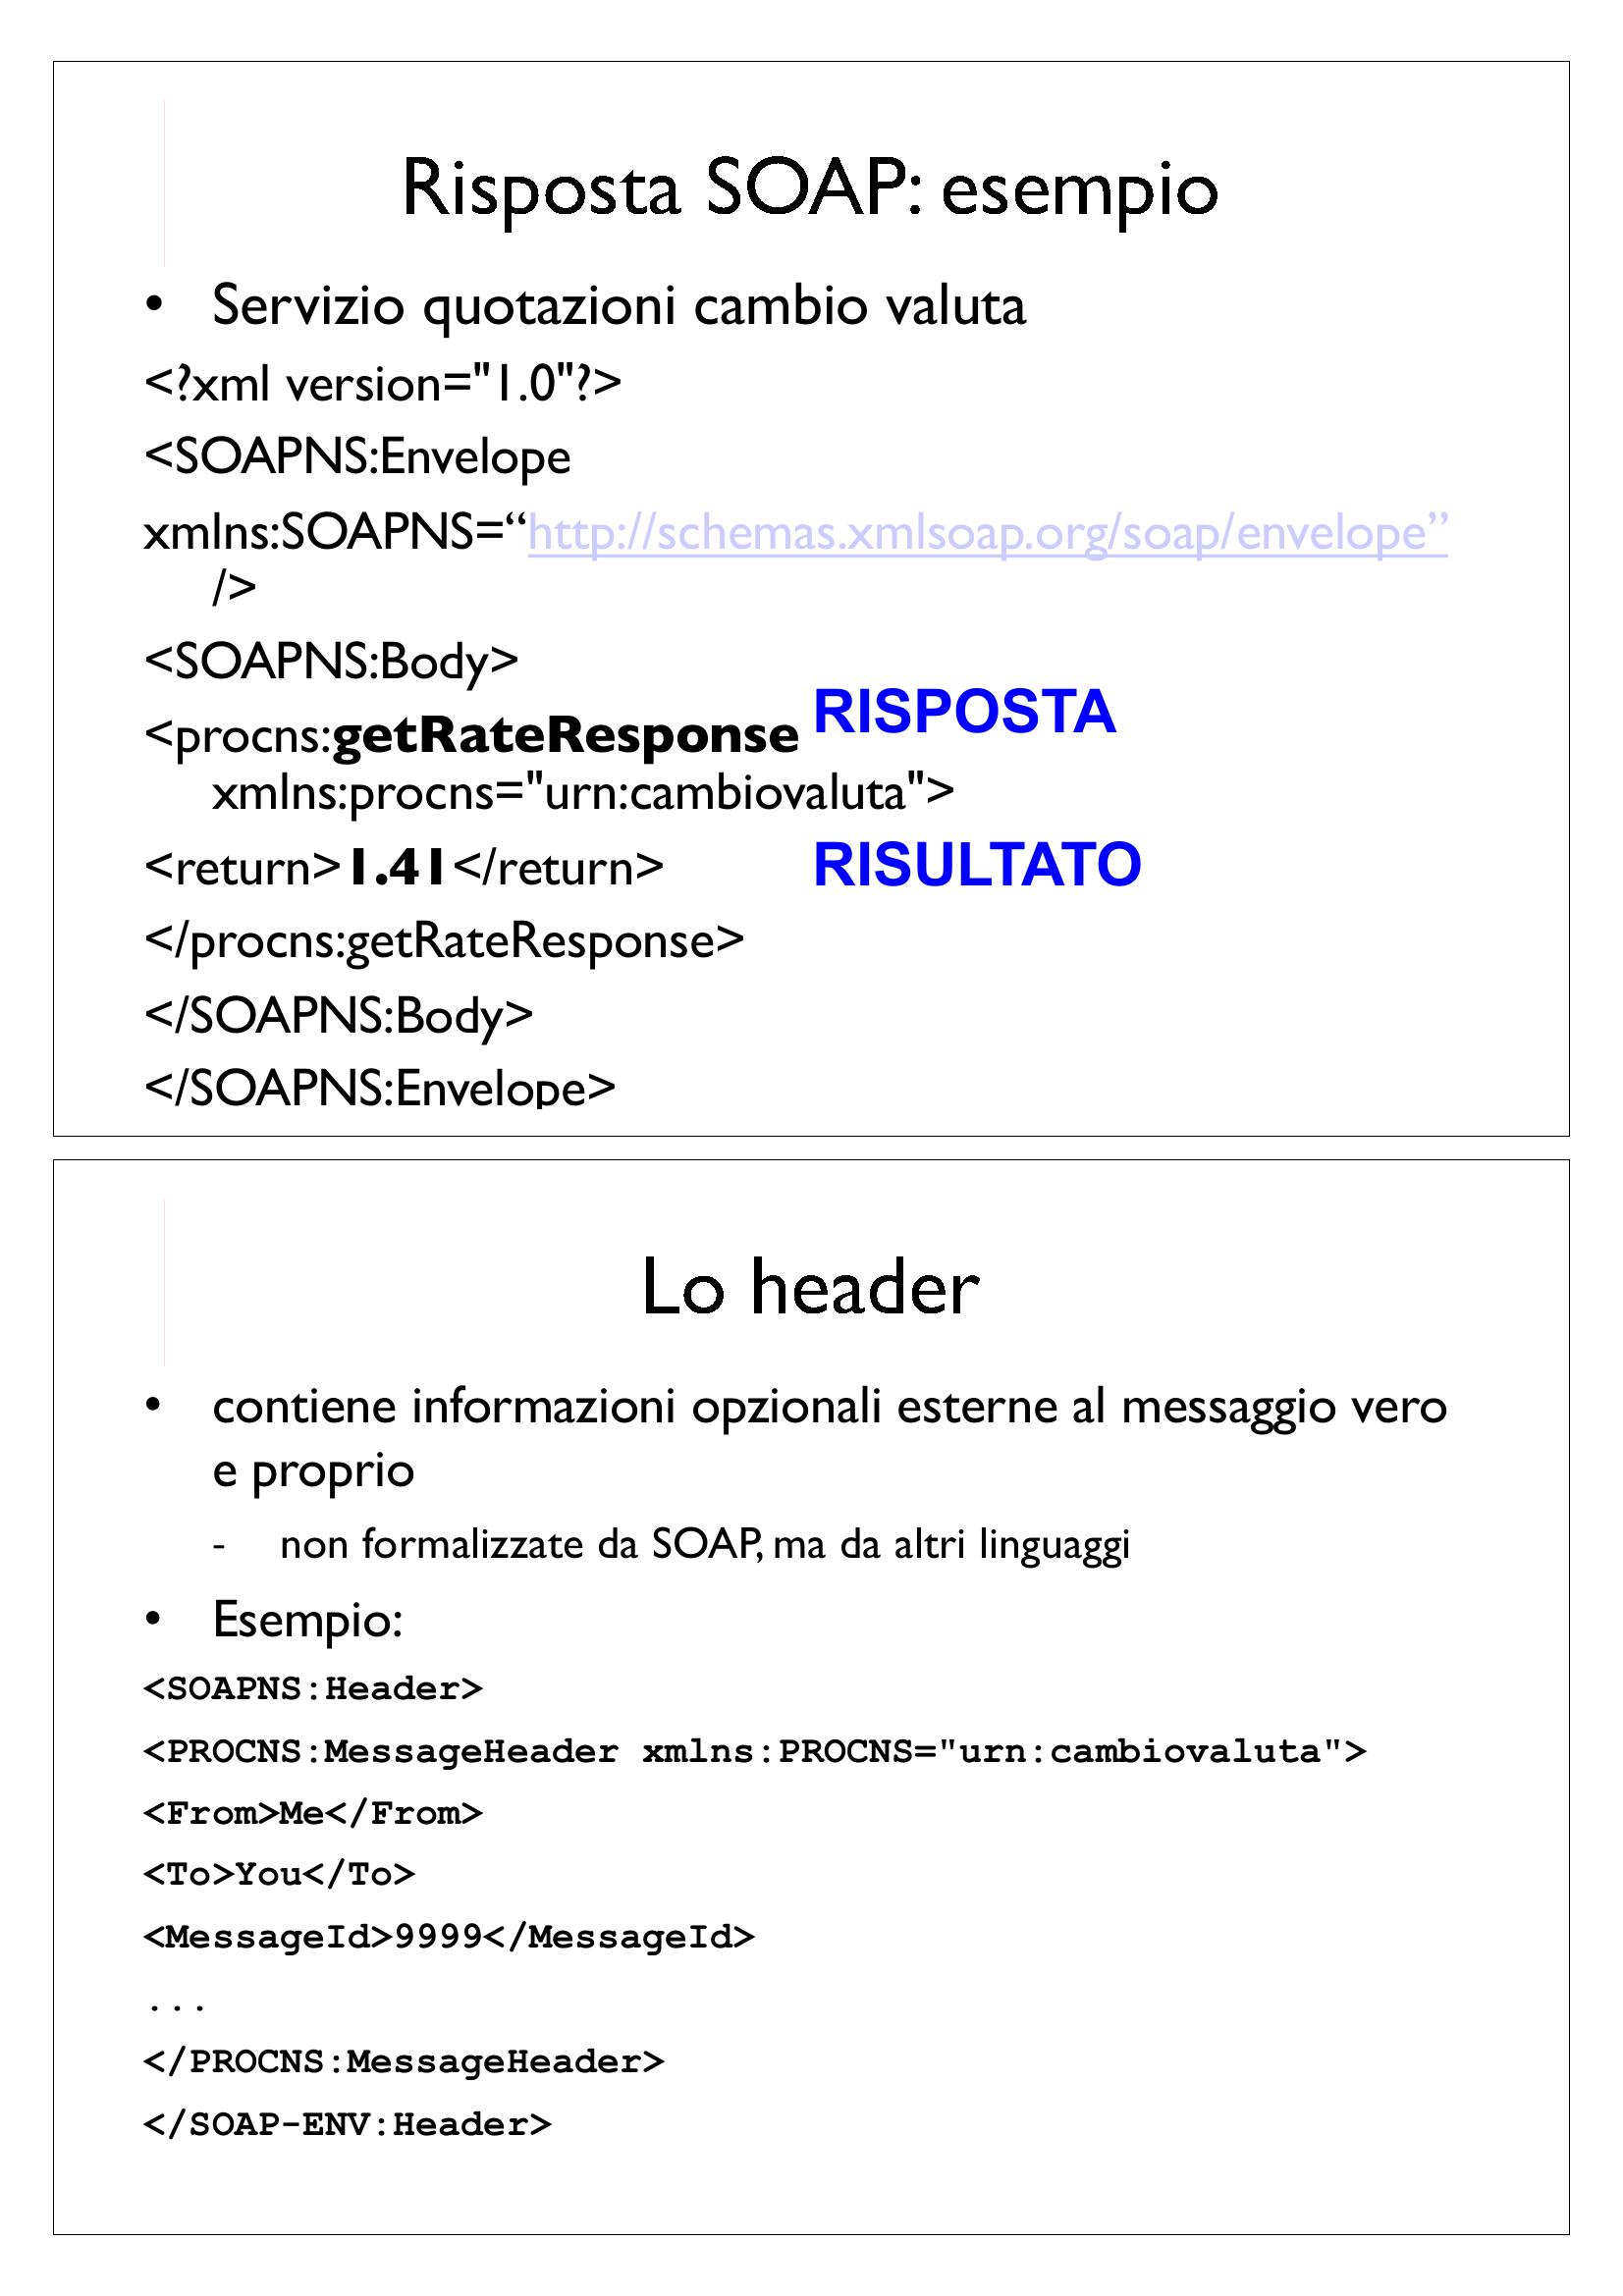 Risposta SOAP: esempio
• Servizio quotazioni cambio valuta
<?xml version="1.0"?>
<SOAPNS:Envelope
xmlns:SOAPNS=“http://schemas.xmlsoap.org/soap/envelope”
/>
<SOAPNS:Body>
<procns:getRateResponse RISPOSTA
xmlns:procns="urn:cambiovaluta">
<return>1.41</return> RISULTATO
</procns:getRateResponse>
</SOAPNS:Body>
</SOAPNS:Envelope>
Lo header
• contiene informazioni opzionali esterne al messaggio vero
e proprio
- non formalizzate da SOAP, ma da altri linguaggi
• Esempio:
<SOAPNS:Header>
<PROCNS:MessageHeader xmlns:PROCNS="urn:cambiovaluta">
<From>Me</From>
<To>You</To>
<MessageId>9999</MessageId>
...
</PROCNS:MessageHeader>
</SOAP-ENV:Header>